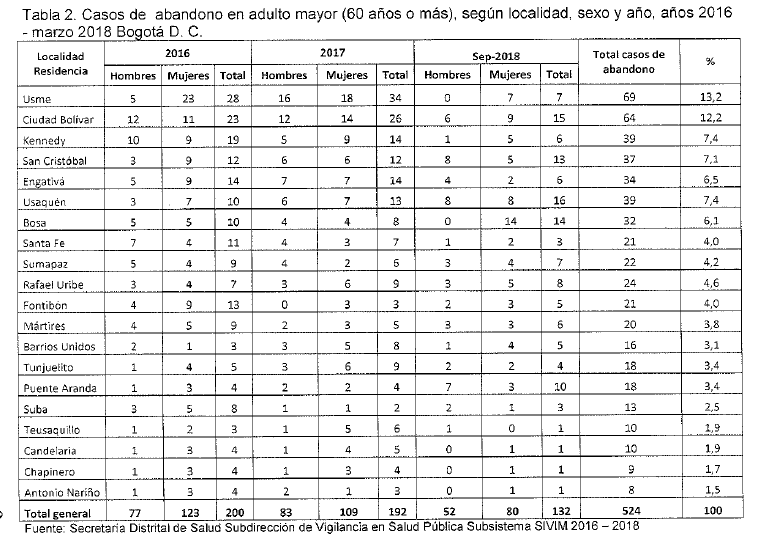 Tabla 2. Casos de abandono en adulto mayor (60 años o más), según localidad, sexo y año, años 2016
- marzo 2018 Bogotá D. C.
Localidad Residencia 2016 2017 Sep-2018 Total casos de abandono %
Hombres Mujeres Total Hombres Mujeres Total Hombres Mujeres Total
Usme 5 23 28 16 18 34 0 7 7 69 13,2
Ciudad Bolívar 12 11 23 12 14 26 6 9 15 64 12,2
Kennedy 10 9 19 5 9 14 1 5 6 39 7,4
San Cristóbal 3 9 12 6 6 12 8 5 13 37 7,1
Engativá 5 9 14 7 7 14 4 2 6 34 6,5
Usaquén 3 7 10 6 7 13 8 8 16 39 7,4
Bosa 5 5 10 4 4 8 0 14 14 32 6,1
Santa Fe 7 4 11 4 3 7 1 2 3 21 4,0
Sumapaz 5 4 9 4 2 6 3 4 7 22 4,2
Rafael Uribe 3 4 7 3 6 9 3 5 8 24 4,6
Fontibón 4 9 13 0 3 3 2 3 5 21 4,0
Mártires 4 5 9 2 3 5 3 3 6 20 3,8
Barrios Unidos 2 1 3 3 5 8 1 4 5 16 3,1
Tunjuelito 1 4 5 3 6 9 2 2 4 18 3,4
Puente Aranda 1 3 4 2 2 4 7 3 10 18 3,4
Suba 3 5 8 1 1 2 2 1 3 13 2,5
Teusaquillo 1 2 3 1 5 6 1 0 1 10 1,9
Candelaria 1 3 4 1 4 5 0 1 1 10 1,9
Chapinero 1 3 4 1 3 4 0 1 1 9 1,7
Antonio Nariño 1 3 4 2 1 3 0 1 1 8 1,5
Total general 77 123 200 83 109 192 52 80 132 524 100
Fuente: Secretaria Distrital de Salud Subdirección de Vigilancia en Salud Pública Subsistema SIVIM 2016 – 2018